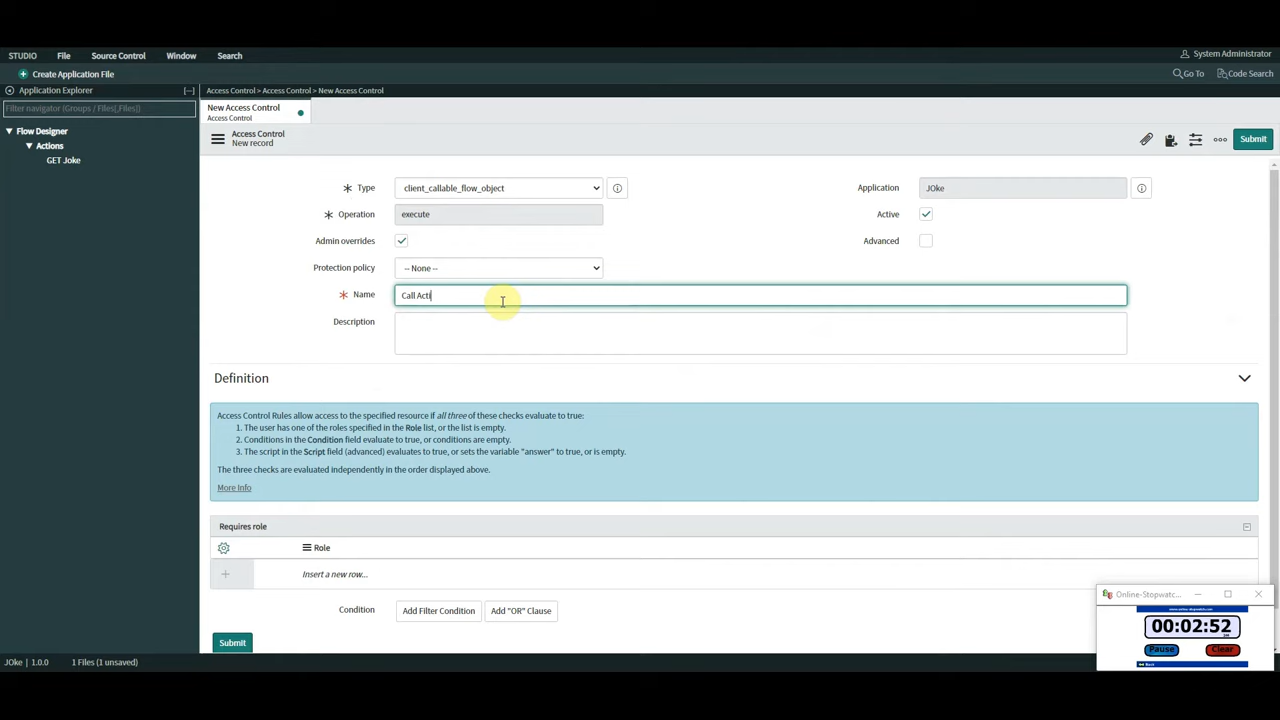 STUDIO File Source Control Window Search System Administrator
Create Application File Go To Code Search
Application Explorer Access Control > Access Control > New Access Control
Filter navigator (Groups / Files[,Files])
New Access Control
Access Control
Flow Designer
Actions
GET Joke
Access Control
New record
Submit
Type client_callable_flow_object Application JOke
Operation execute Active
Admin overrides Advanced
Protection policy -- None --
Name Call Acti
Description
Definition
Access Control Rules allow access to the specified resource if all three of these checks evaluate to true:
1. The user has one of the roles specified in the Role list, or the list is empty.
2. Conditions in the Condition field evaluate to true, or conditions are empty.
3. The script in the Script field (advanced) evaluates to true, or sets the variable "answer" to true, or is empty.
The three checks are evaluated independently in the order displayed above.
More Info
Requires role
Role
Insert a new row...
Condition Add Filter Condition Add "OR" Clause
Submit
Online-Stopwatc...
00:02:52
Pause Clear
Back
JOke | 1.0.0 1 Files (1 unsaved)